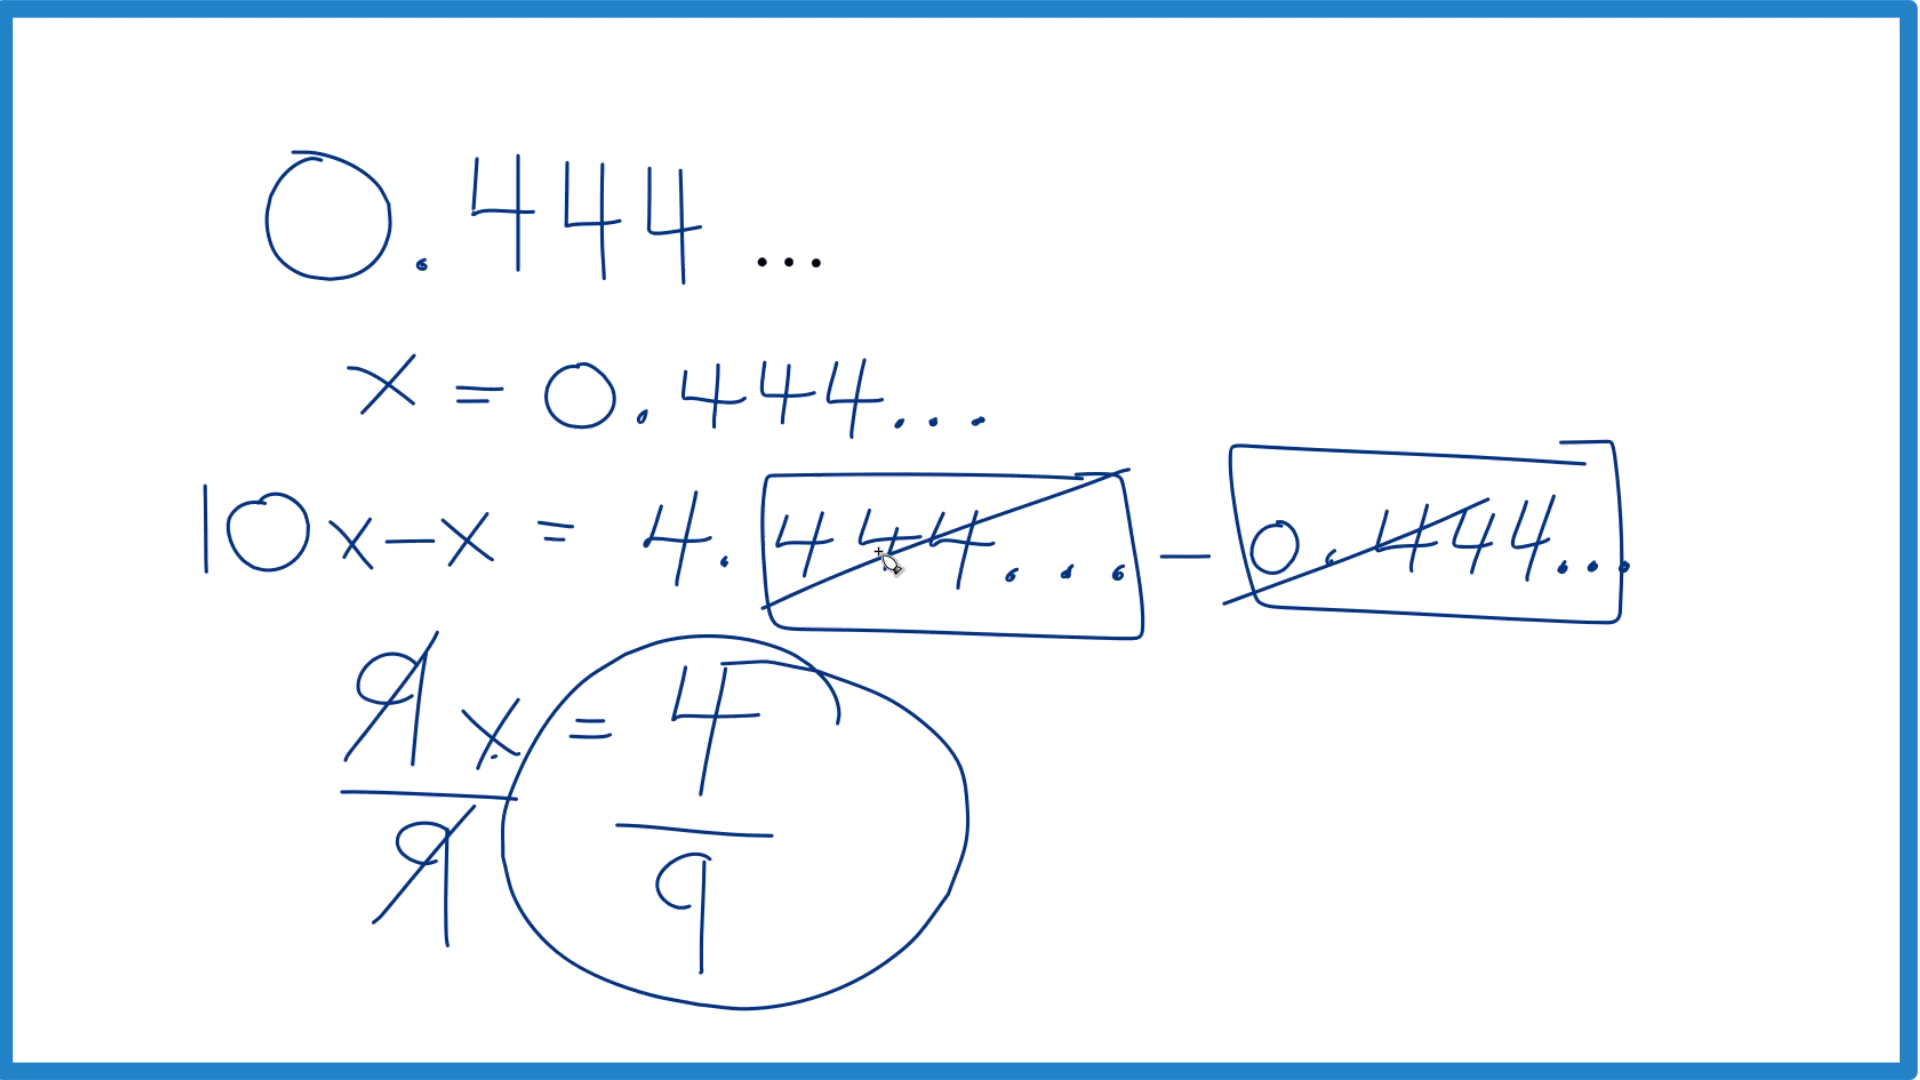 0.444...
x = 0.444...
10x-x = 4.444... - 0.444...
9x = 4
9 9